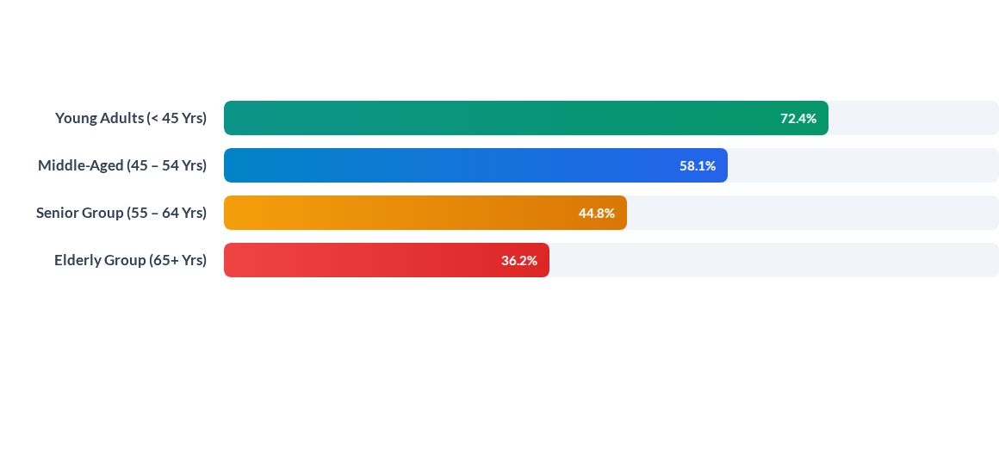 Young Adults (< 45 Yrs) 72.4%
Middle-Aged (45 – 54 Yrs) 58.1%
Senior Group (55 – 64 Yrs) 44.8%
Elderly Group (65+ Yrs) 36.2%